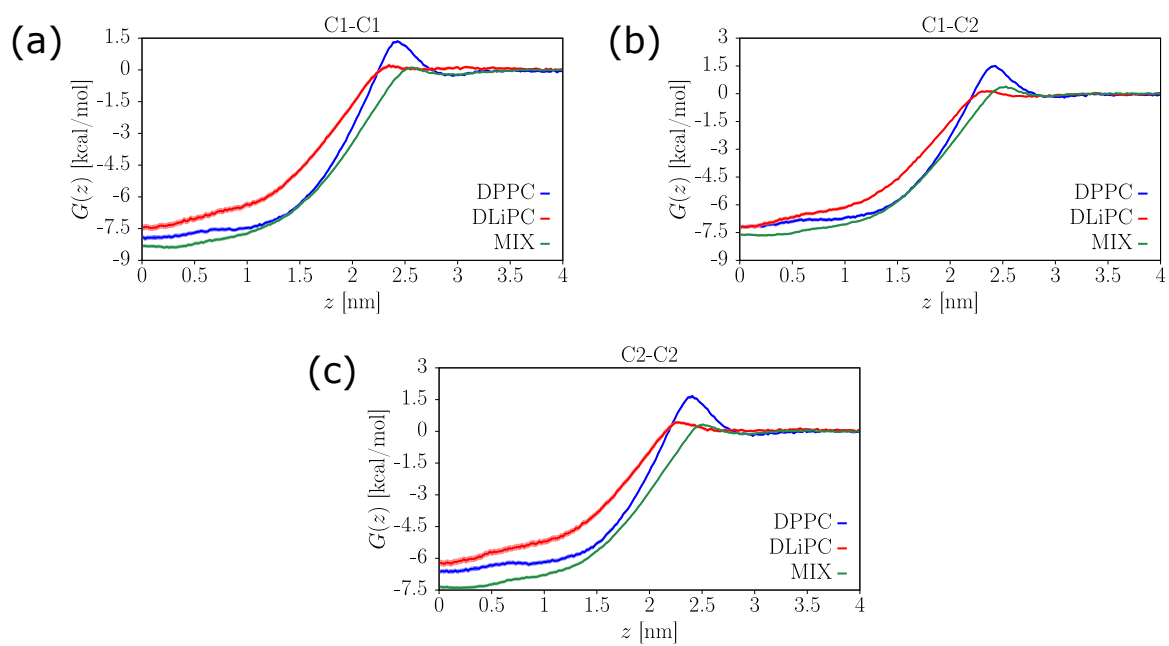 (a)
C1-C1
1.5
0
-1.5
-3
-4.5
-6
-7.5
-9
G(z) [kcal/mol]
DPPC
DLiPC
MIX
0 0.5 1 1.5 2 2.5 3 3.5 4
z [nm]
(b)
C1-C2
3
1.5
0
-1.5
-3
-4.5
-6
-7.5
-9
G(z) [kcal/mol]
DPPC
DLiPC
MIX
0 0.5 1 1.5 2 2.5 3 3.5 4
z [nm]
(c)
C2-C2
3
1.5
0
-1.5
-3
-4.5
-6
-7.5
G(z) [kcal/mol]
DPPC
DLiPC
MIX
0 0.5 1 1.5 2 2.5 3 3.5 4
z [nm]